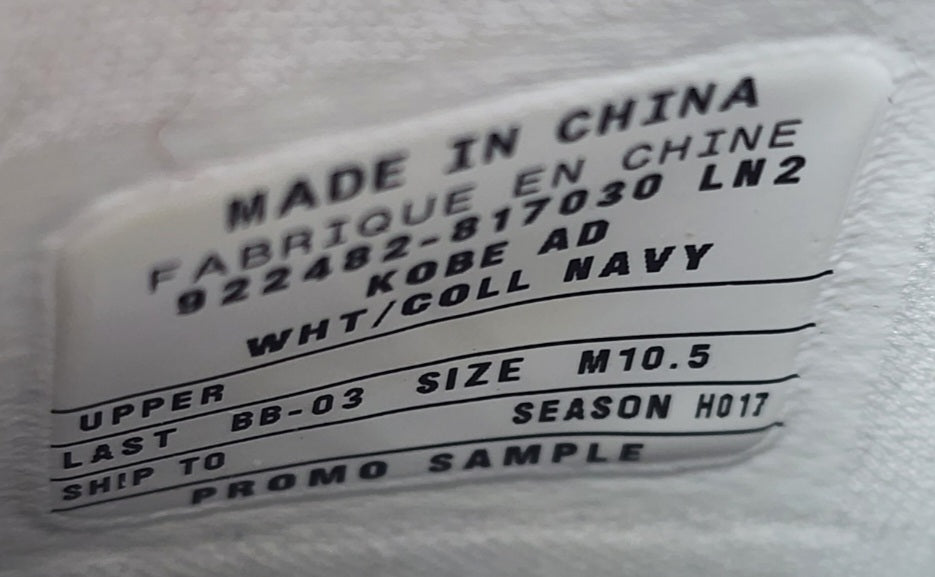 MADE IN CHINA
FABRIQUE EN CHINE
922482-817030 LN2
KOBE AD
WHT/COLL NAVY
UPPER
LAST BB-03 SIZE M10.5
SHIP TO SEASON HO17
PROMO SAMPLE